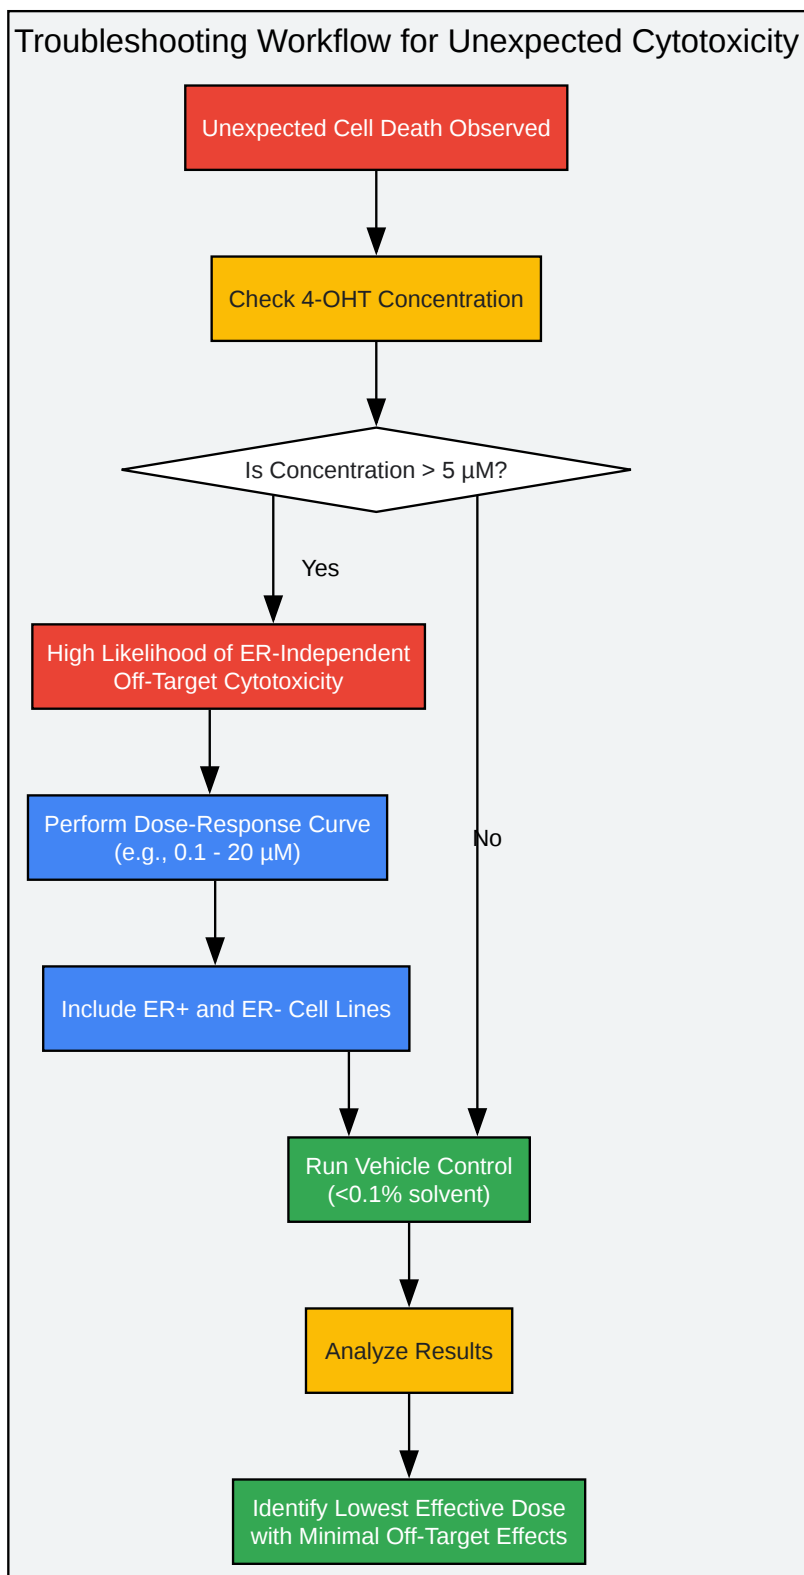 Troubleshooting Workflow for Unexpected Cytotoxicity
Unexpected Cell Death Observed
Check 4-OHT Concentration
Is Concentration > 5 µM?
Yes
High Likelihood of ER-Independent
Off-Target Cytotoxicity
Perform Dose-Response Curve
(e.g., 0.1 - 20 µM)
No
Include ER+ and ER- Cell Lines
Run Vehicle Control
(<0.1% solvent)
Analyze Results
Identify Lowest Effective Dose
with Minimal Off-Target Effects